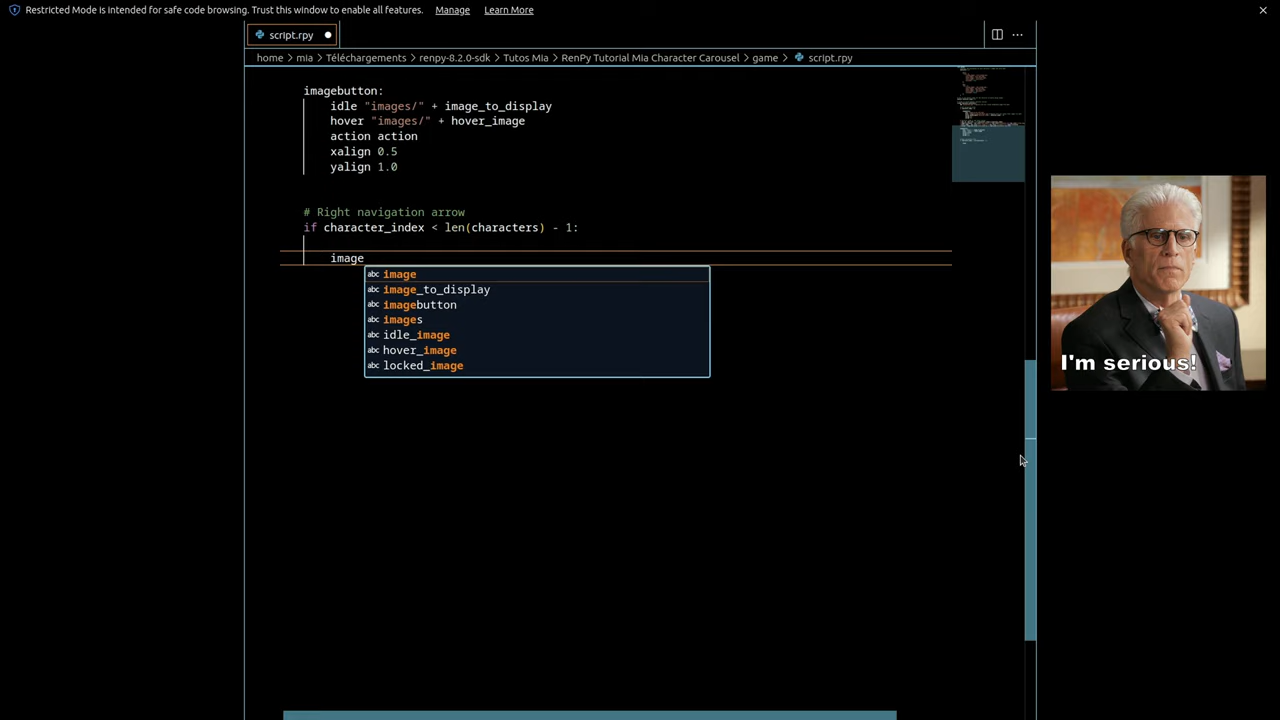 Restricted Mode is intended for safe code browsing. Trust this window to enable all features. Manage Learn More
script.rpy
home > mia > Téléchargements > renpy-8.2.0-sdk > Tutos Mia > RenPy Tutorial Mia Character Carousel > game > script.rpy
imagebutton:
idle "images/" + image_to_display
hover "images/" + hover_image
action action
xalign 0.5
yalign 1.0
# Right navigation arrow
if character_index < len(characters) - 1:
image
abc image
abc image_to_display
abc imagebutton
abc images
abc idle_image
abc hover_image
abc locked_image
I'm serious!